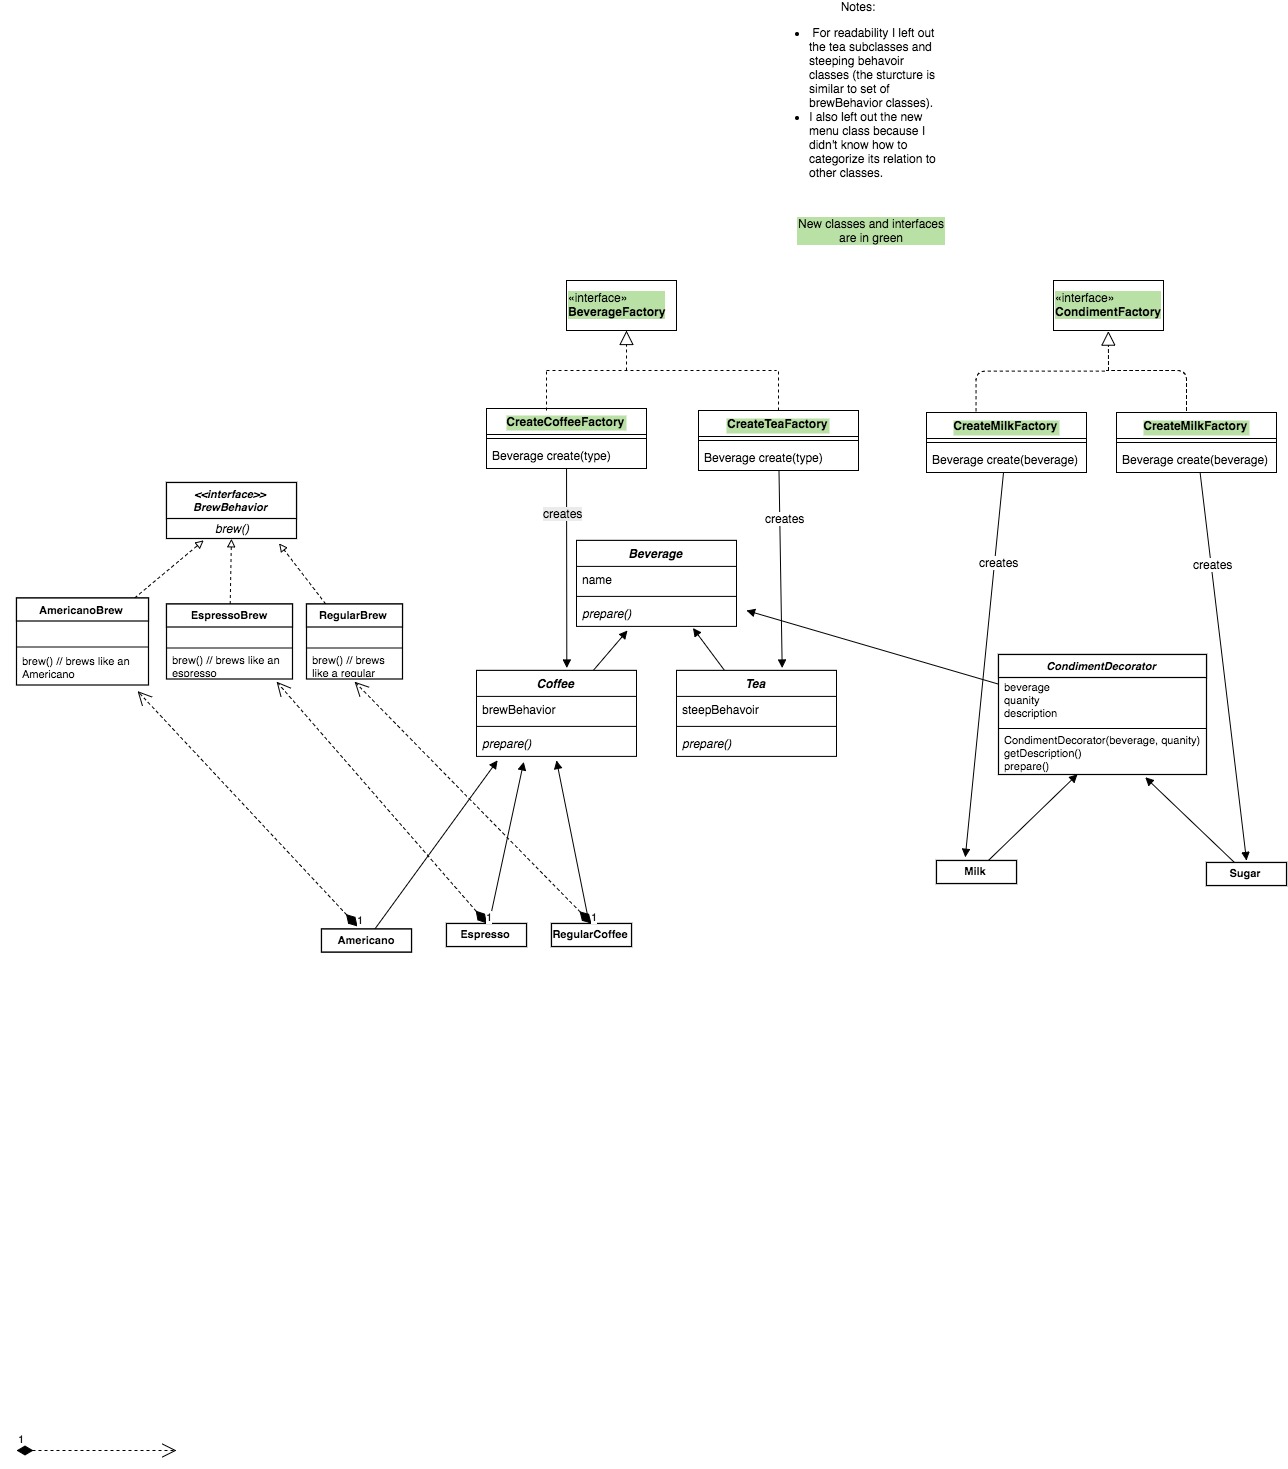 Notes:
For readability I left out
the tea subclasses and
steeping behavoir
classes (the sturcture is
similar to set of
brewBehavior classes).
I also left out the new
menu class because I
didn't know how to
categorize its relation to
other classes.
New classes and interfaces
are in green
«interface»
BeverageFactory
«interface»
CondimentFactory
CreateCoffeeFactory
Beverage create(type)
CreateTeaFactory
Beverage create(type)
CreateMilkFactory
Beverage create(beverage)
CreateMilkFactory
Beverage create(beverage)
<<interface>>
BrewBehavior
brew()
creates
creates
creates
creates
Beverage
name
prepare()
AmericanoBrew
brew() // brews like an
Americano
EspressoBrew
brew() // brews like an
espresso
RegularBrew
brew() // brews
like a regular
Coffee
brewBehavior
prepare()
Tea
steepBehavoir
prepare()
CondimentDecorator
beverage
quanity
description
CondimentDecorator(beverage, quanity)
getDescription()
prepare()
Milk
Sugar
1
1
1
Americano
Espresso
RegularCoffee
1